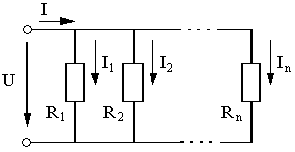 I
I1 I2 In
U
R1 R2 Rn